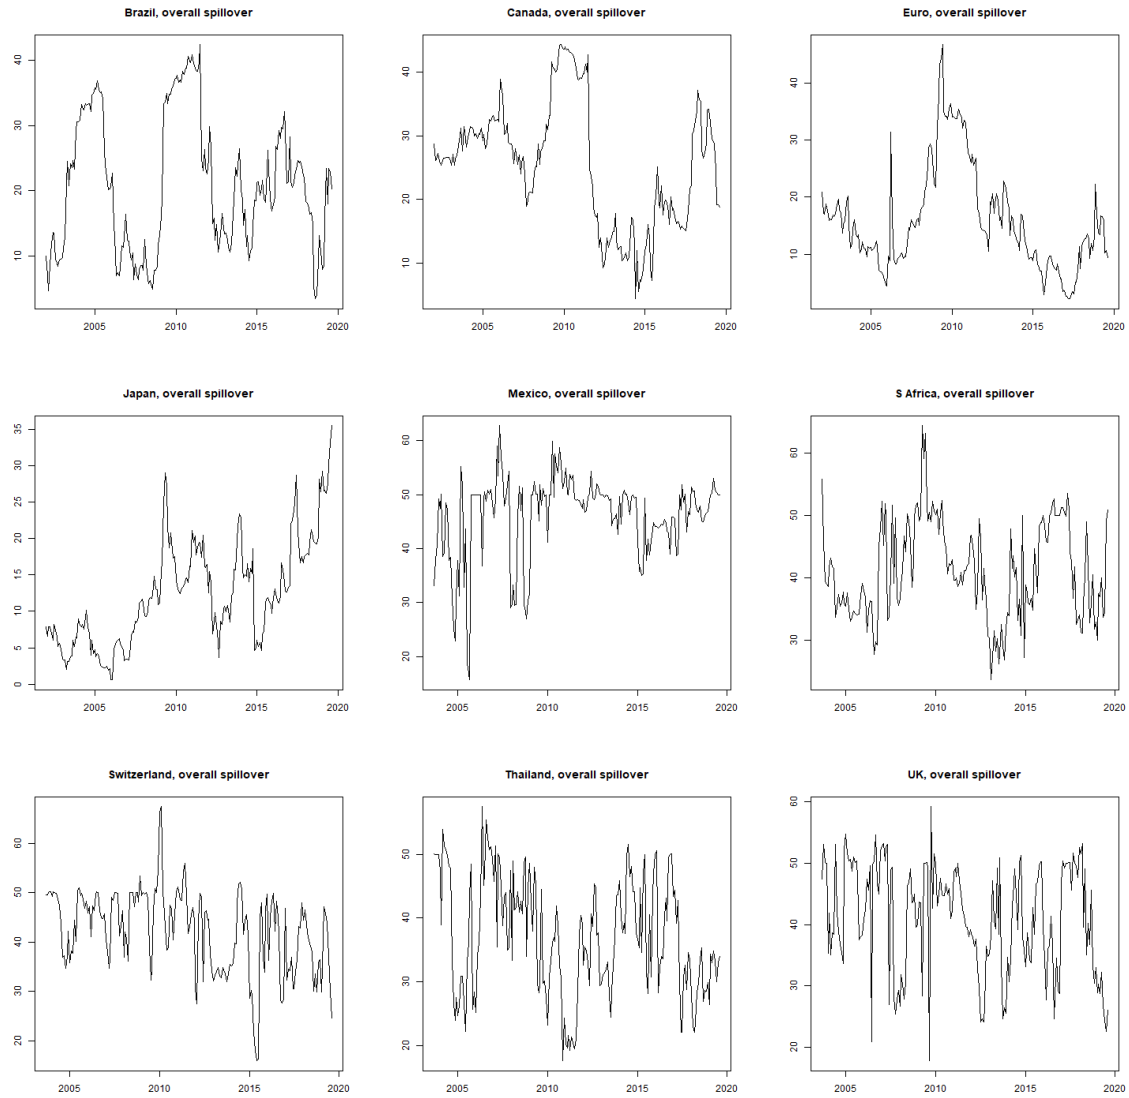 Brazil, overall spillover
Canada, overall spillover
Euro, overall spillover
40
30
20
10
2005 2010 2015 2020
40
30
20
10
2005 2010 2015 2020
40
30
20
10
2005 2010 2015 2020
Japan, overall spillover
Mexico, overall spillover
S Africa, overall spillover
35
30
25
20
15
10
5
0
2005 2010 2015 2020
60
50
40
30
20
2005 2010 2015 2020
60
50
40
30
2005 2010 2015 2020
Switzerland, overall spillover
Thailand, overall spillover
UK, overall spillover
60
50
40
30
20
2005 2010 2015 2020
50
40
30
20
2005 2010 2015 2020
60
50
40
30
20
2005 2010 2015 2020